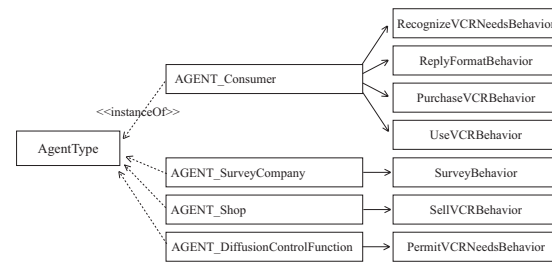 RecognizeVCRNeedsBehavior
ReplyFormatBehavior
AGENT_Consumer
PurchaseVCRBehavior
<<instanceOf>>
UseVCRBehavior
AgentType
AGENT_SurveyCompany
SurveyBehavior
AGENT_Shop
SellVCRBehavior
AGENT_DiffusionControlFunction
PermitVCRNeedsBehavior